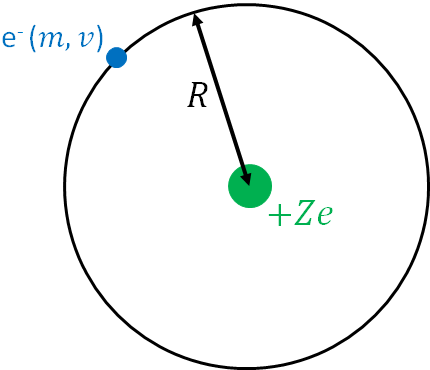 e⁻ (m, v)
R
+Ze